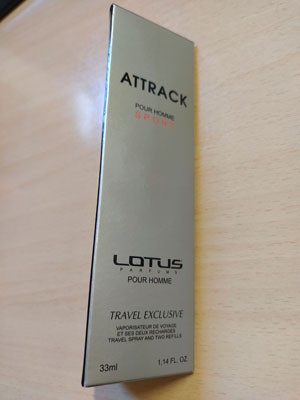 ATTRACK
POUR HOMME
SPORT
LOTUS
PARFUMS
POUR HOMME
TRAVEL EXCLUSIVE
VAPORISATEUR DE VOYAGE
ET SES DEUX RECHARGES
TRAVEL SPRAY AND TWO REFILLS
33ml 1,14 FL. OZ.